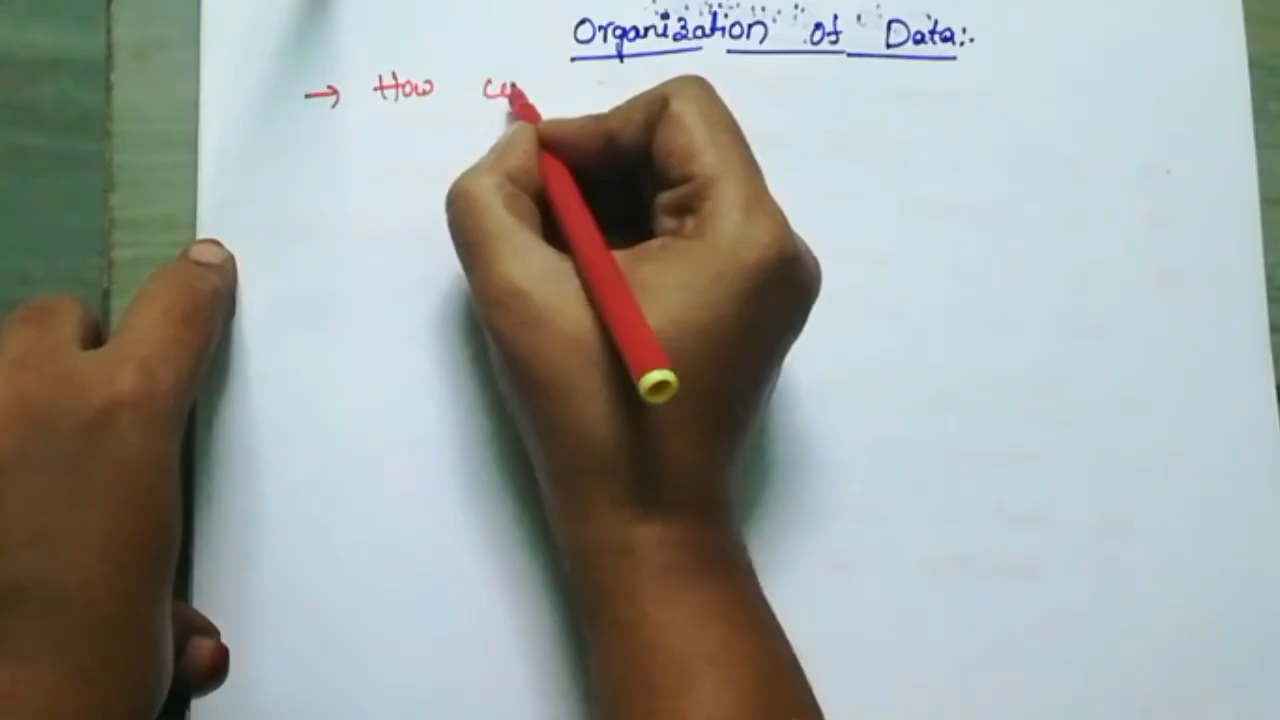 Organization of Data:.
→ How